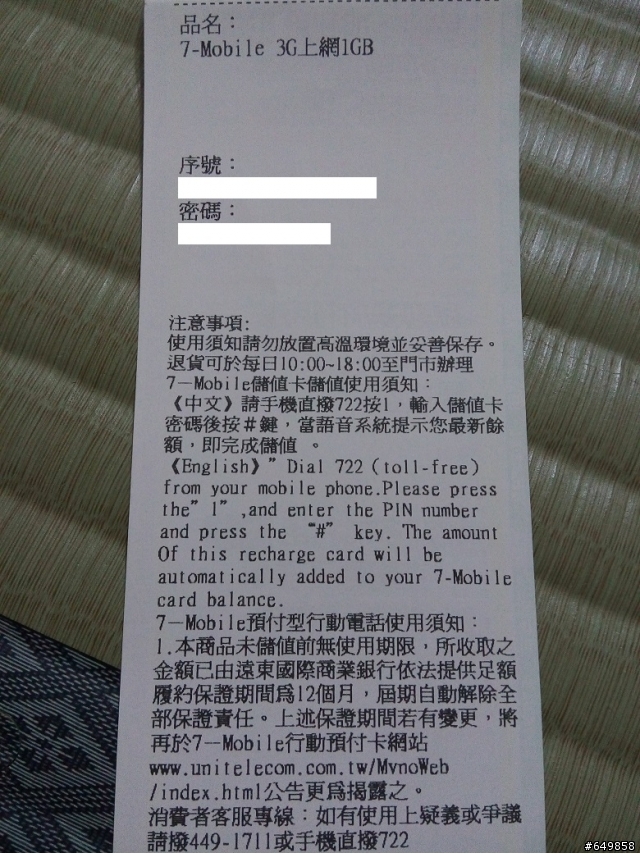 品名：
7-Mobile 3G上網1GB
序號：
密碼：
注意事項:
使用須知請勿放置高溫環境並妥善保存。
退貨可於每日10:00~18:00至門市辦理
7－Mobile儲值卡儲值使用須知：
《中文》請手機直撥722按1，輸入儲值卡
密碼後按＃鍵，當語音系統提示您最新餘
額，即完成儲值 。
《English》” Dial 722（toll-free）
from your mobile phone.Please press
the” 1” ,and enter the PIN number
and press the “#” key. The amount
Of this recharge card will be
automatically added to your 7-Mobile
card balance.
7－Mobile預付型行動電話使用須知：
1.本商品未儲值前無使用期限，所收取之
金額已由遠東國際商業銀行依法提供足額
履約保證期間為12個月，屆期自動解除全
部保證責任。上述保證期間若有變更，將
再於7－Mobile行動預付卡網站
www.unitelecom.com.tw/MvnoWeb
/index.html公告更為揭露之。
消費者客服專線：如有使用上疑義或爭議
請撥449-1711或手機直撥722
#649858